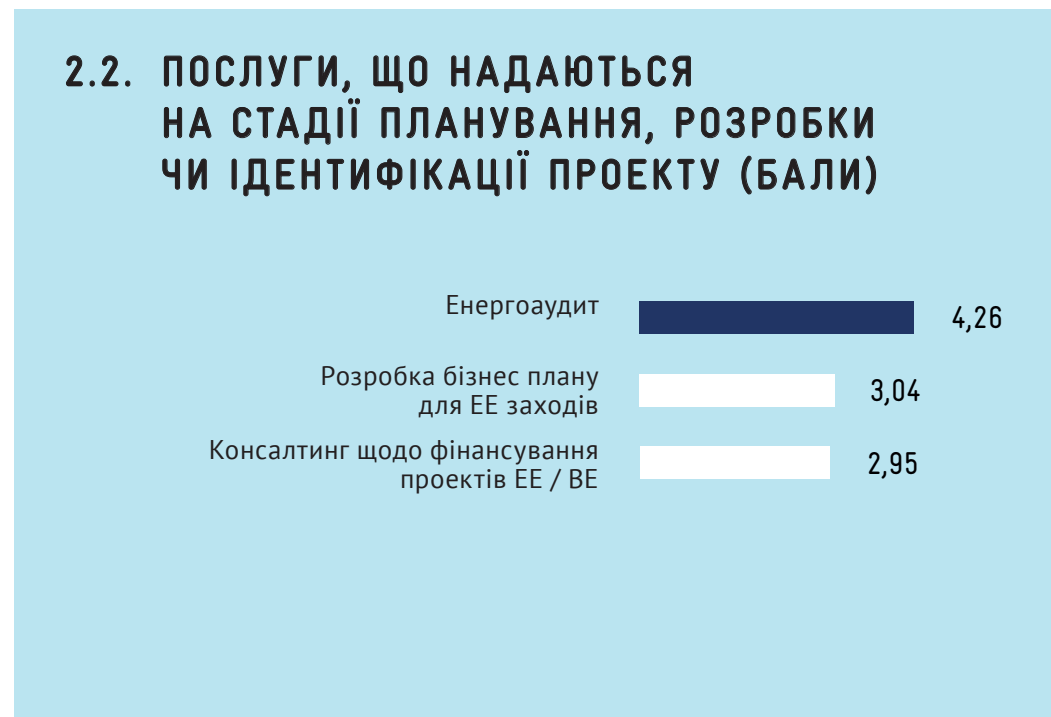 2.2. ПОСЛУГИ, ЩО НАДАЮТЬСЯ
НА СТАДІЇ ПЛАНУВАННЯ, РОЗРОБКИ
ЧИ ІДЕНТИФІКАЦІЇ ПРОЕКТУ (БАЛИ)
Енергоаудит 4,26
Розробка бізнес плану
для ЕЕ заходів 3,04
Консалтинг щодо фінансування
проектів ЕЕ / ВЕ 2,95